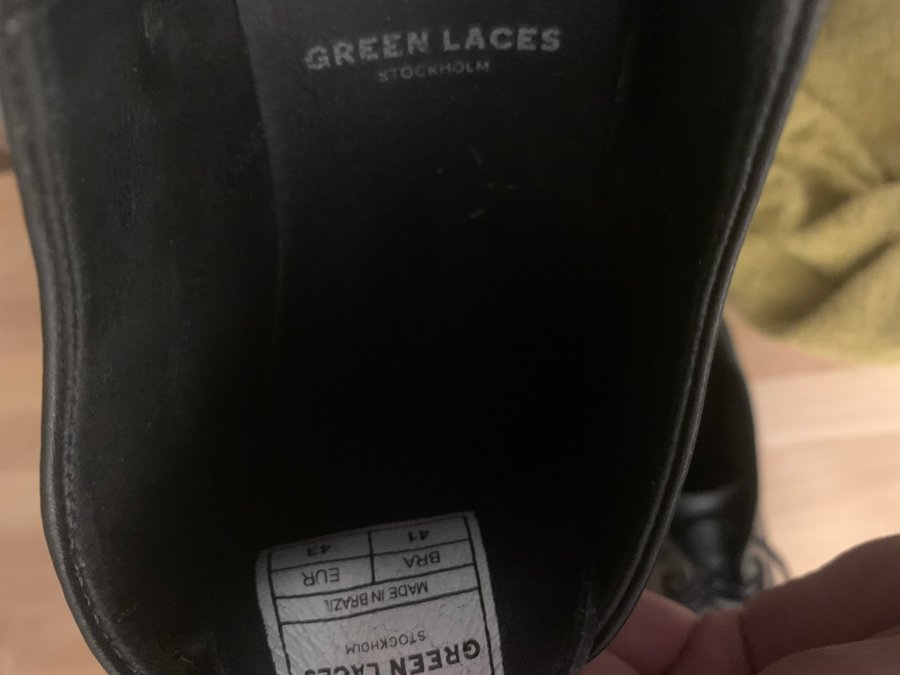 GREEN LACES
STOCKHOLM
GREEN LACES
STOCKHOLM
MADE IN BRAZIL
BRA EUR
41 43